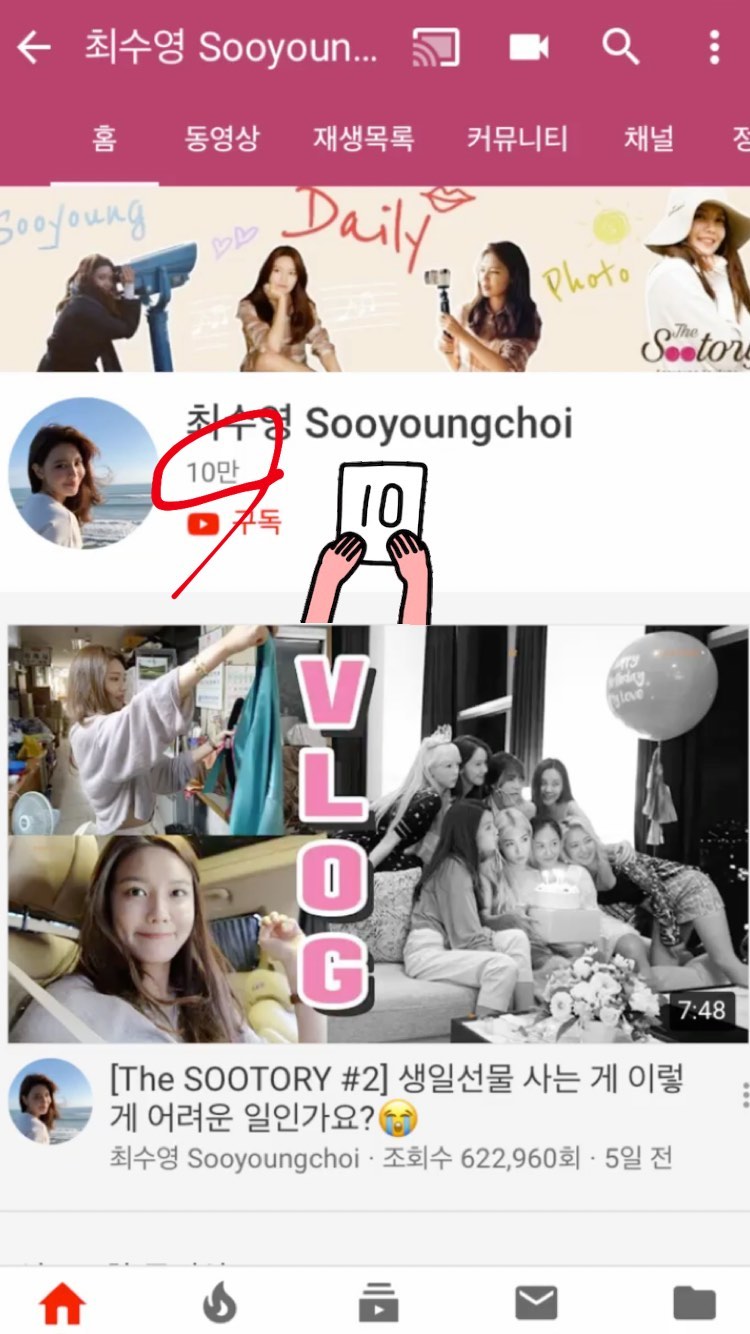 최수영 Sooyoun...
홈 동영상 재생목록 커뮤니티 채널
Sooyoung
Daily
Photo
The
Sootory
최수영 Sooyoungchoi
10만
구독
10
VLOG
7:48
[The SOOTORY #2] 생일선물 사는 게 이렇
게 어려운 일인가요?😭
최수영 Sooyoungchoi · 조회수 622,960회 · 5일 전